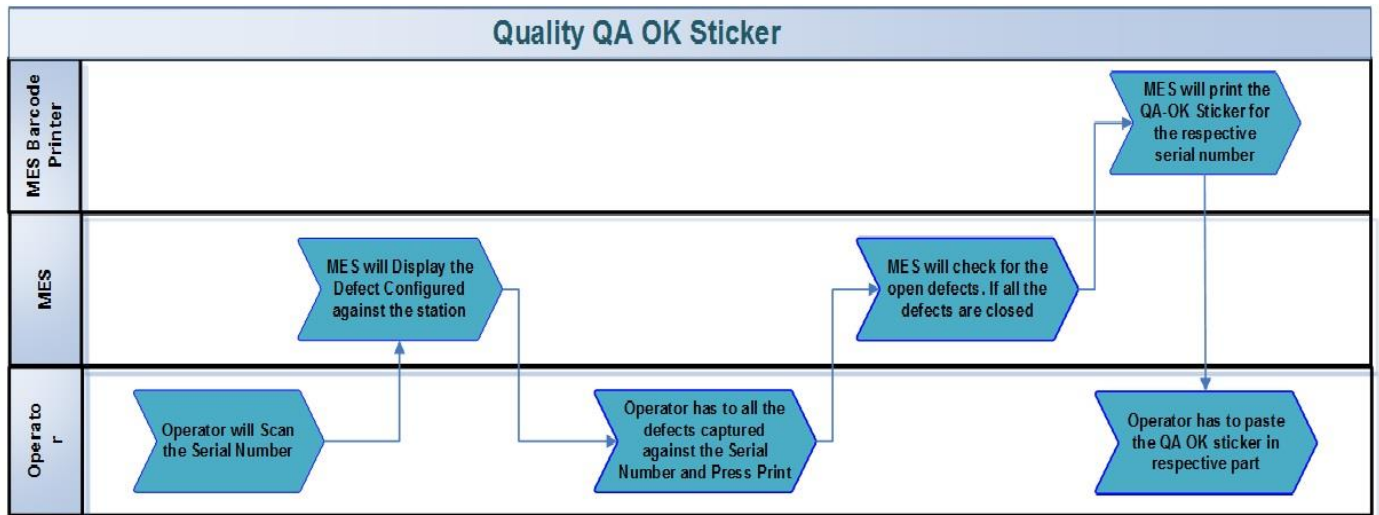 Quality QA OK Sticker
MES Barcode
Printer
MES will print the
QA-OK Sticker for
the respective
serial number
MES
MES will Display the
Defect Configured
against the station
MES will check for the
open defects. If all the
defects are closed
Operato
r
Operator will Scan
the Serial Number
Operator has to all the
defects captured
against the Serial
Number and Press Print
Operator has to paste
the QA OK sticker in
respective part